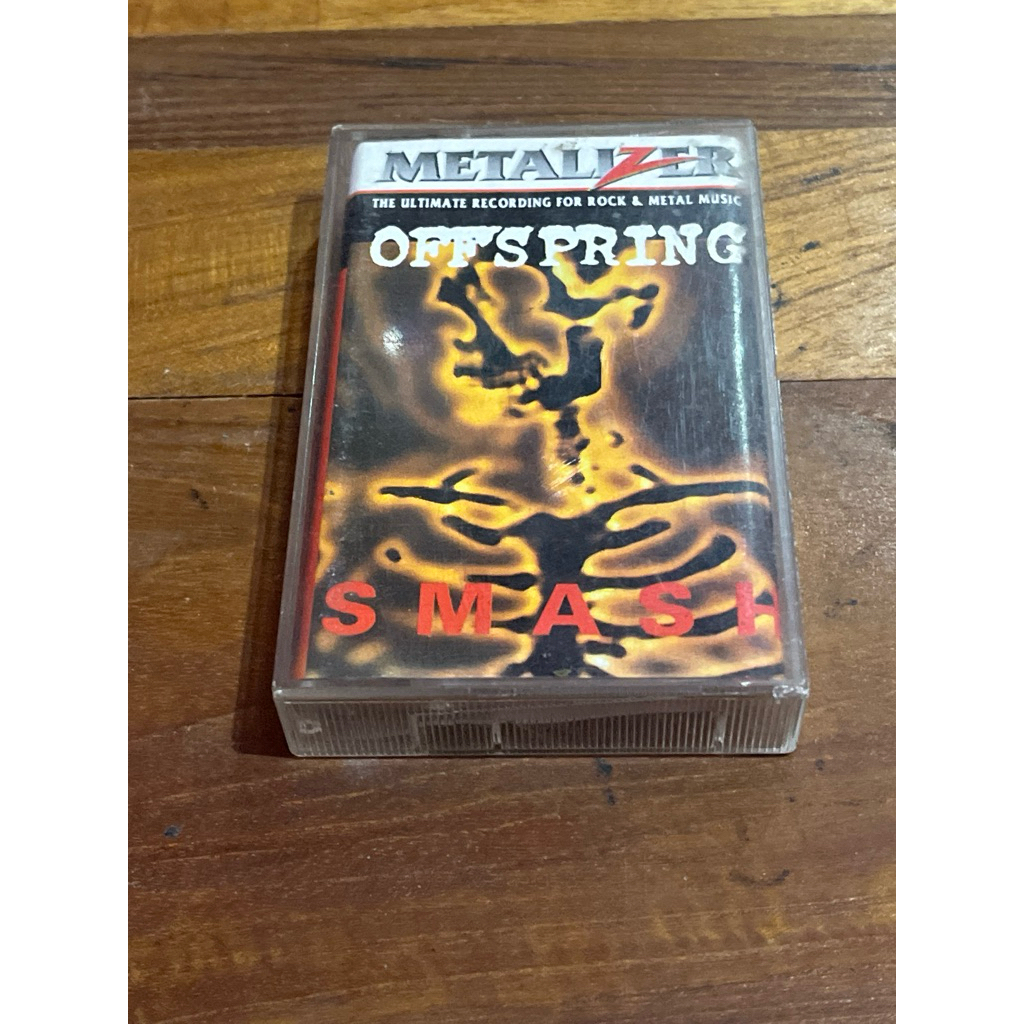 METALIZER
THE ULTIMATE RECORDING FOR ROCK & METAL MUSIC
OFFSPRING
SMASH